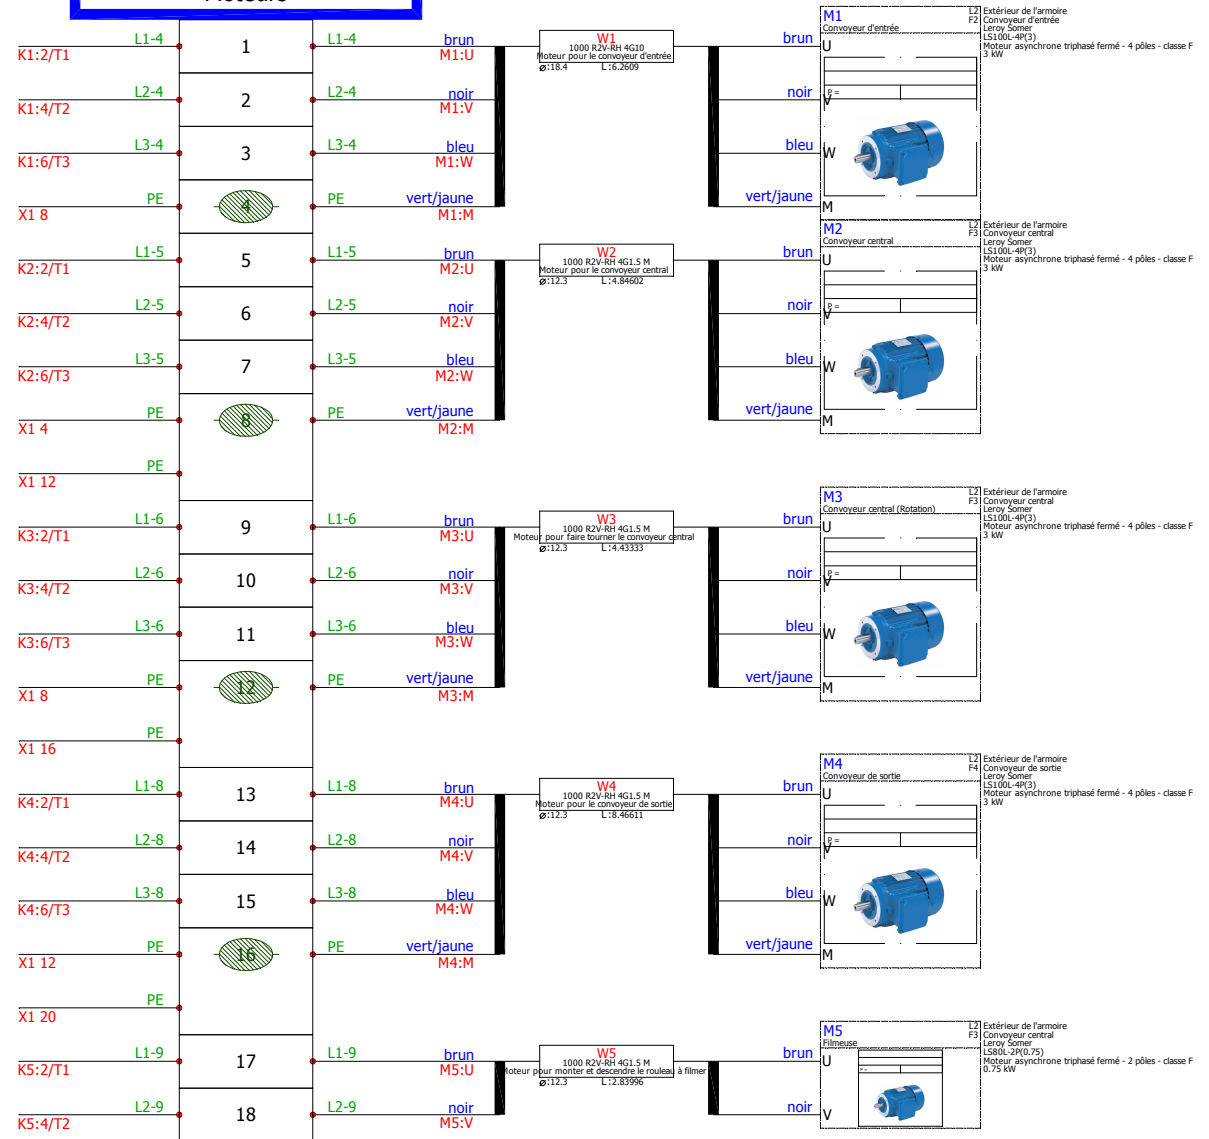 Moteurs
L1-4 1 L1-4 brun
K1:2/T1 M1:U
L2-4 2 L2-4 noir
K1:4/T2 M1:V
L3-4 3 L3-4 bleu
K1:6/T3 M1:W
PE 4 PE vert/jaune
X1 8 M1:M
W1
1000 R2V-RH 4G10
Moteur pour le convoyeur d'entrée
ø:18.4 L:6.2609
brun
noir
bleu
vert/jaune
M1
Convoyeur d'entrée
U
P =
V
W
M
L2 Extérieur de l'armoire
F2 Convoyeur d'entrée
Leroy Somer
LS100L-4P(3)
Moteur asynchrone triphasé fermé - 4 pôles - classe F
3 kW
L1-5 5 L1-5 brun
K2:2/T1 M2:U
L2-5 6 L2-5 noir
K2:4/T2 M2:V
L3-5 7 L3-5 bleu
K2:6/T3 M2:W
PE 8 PE vert/jaune
X1 4 M2:M
PE
X1 12
W2
1000 R2V-RH 4G1.5 M
Moteur pour le convoyeur central
ø:12.3 L:4.84602
brun
noir
bleu
vert/jaune
M2
Convoyeur central
U
P =
V
W
M
L2 Extérieur de l'armoire
F3 Convoyeur central
Leroy Somer
LS100L-4P(3)
Moteur asynchrone triphasé fermé - 4 pôles - classe F
3 kW
L1-6 9 L1-6 brun
K3:2/T1 M3:U
L2-6 10 L2-6 noir
K3:4/T2 M3:V
L3-6 11 L3-6 bleu
K3:6/T3 M3:W
PE 12 PE vert/jaune
X1 8 M3:M
PE
X1 16
W3
1000 R2V-RH 4G1.5 M
Moteur pour faire tourner le convoyeur central
ø:12.3 L:4.43333
brun
noir
bleu
vert/jaune
M3
Convoyeur central (Rotation)
U
P =
V
W
M
L2 Extérieur de l'armoire
F3 Convoyeur central
Leroy Somer
LS100L-4P(3)
Moteur asynchrone triphasé fermé - 4 pôles - classe F
3 kW
L1-8 13 L1-8 brun
K4:2/T1 M4:U
L2-8 14 L2-8 noir
K4:4/T2 M4:V
L3-8 15 L3-8 bleu
K4:6/T3 M4:W
PE 16 PE vert/jaune
X1 12 M4:M
PE
X1 20
W4
1000 R2V-RH 4G1.5 M
Moteur pour le convoyeur de sortie
ø:12.3 L:8.46611
brun
noir
bleu
vert/jaune
M4
Convoyeur de sortie
U
P =
V
W
M
L2 Extérieur de l'armoire
F4 Convoyeur de sortie
Leroy Somer
LS100L-4P(3)
Moteur asynchrone triphasé fermé - 4 pôles - classe F
3 kW
L1-9 17 L1-9 brun
K5:2/T1 M5:U
L2-9 18 L2-9 noir
K5:4/T2 M5:V
W5
1000 R2V-RH 4G1.5 M
Moteur pour monter et descendre le rouleau à filmer
ø:12.3 L:2.83996
brun
noir
M5
Filmeuse
U
P =
V
L2 Extérieur de l'armoire
F3 Convoyeur central
Leroy Somer
LS80L-2P(0.75)
Moteur asynchrone triphasé fermé - 2 pôles - classe F
0.75 kW